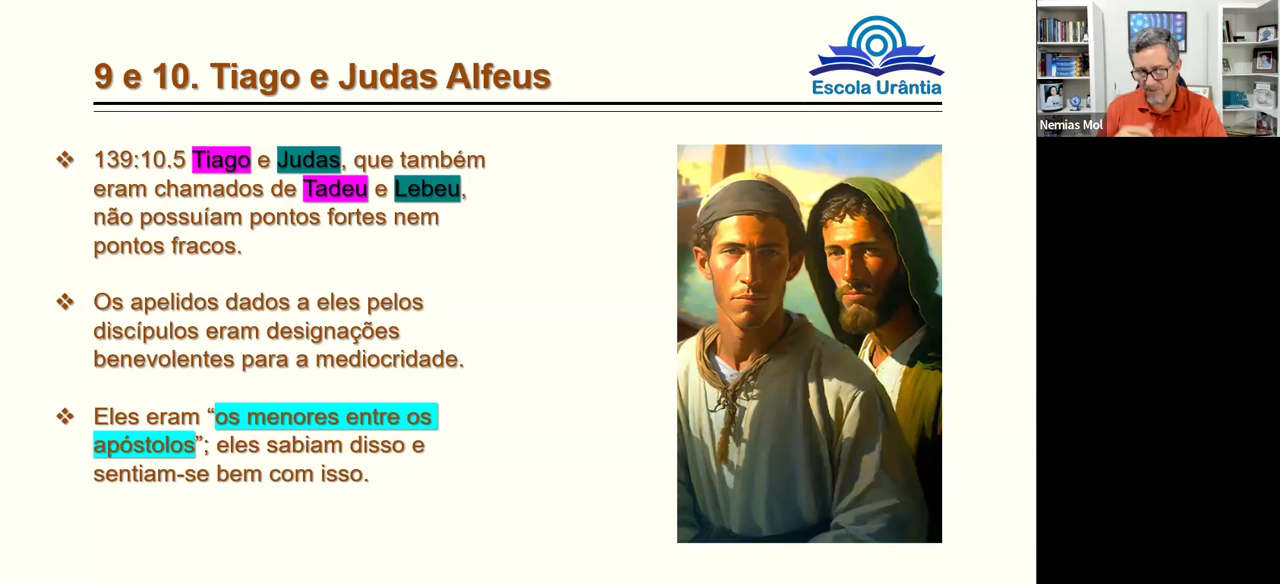 9 e 10. Tiago e Judas Alfeus
Escola Urântia
❖ 139:10.5 Tiago e Judas, que também
eram chamados de Tadeu e Lebeu,
não possuíam pontos fortes nem
pontos fracos.
❖ Os apelidos dados a eles pelos
discípulos eram designações
benevolentes para a mediocridade.
❖ Eles eram “os menores entre os
apóstolos”; eles sabiam disso e
sentiam-se bem com isso.
Nemias Mol